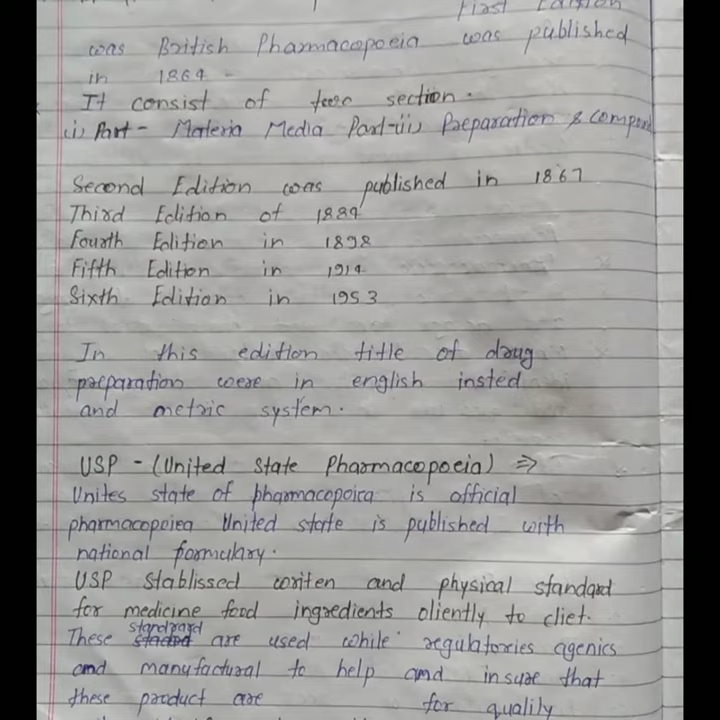 First Edition
was British Pharmacopoeia was published
in 1864 -
It consist of two section.
(i) Part - Materia Media Part-ii) Preparation & compou
Second Edition was published in 1867
Third Edition of 1884
Fourth Edition in 1898
Fifth Edition in 1914
Sixth Edition in 1953
In this edition title of drug
preparation were in english insted
and metric system.
USP - (United State Pharmacopoeia) ⇒
Unites state of pharmacopoica is official
pharmacopoiea United state is published with
national formulary.
USP stablissed writen and physical standard
for medicine food ingredients oliently to cliet.
These standard are used while regulatories agenics
and manufactural to help and insure that
these product are for quality